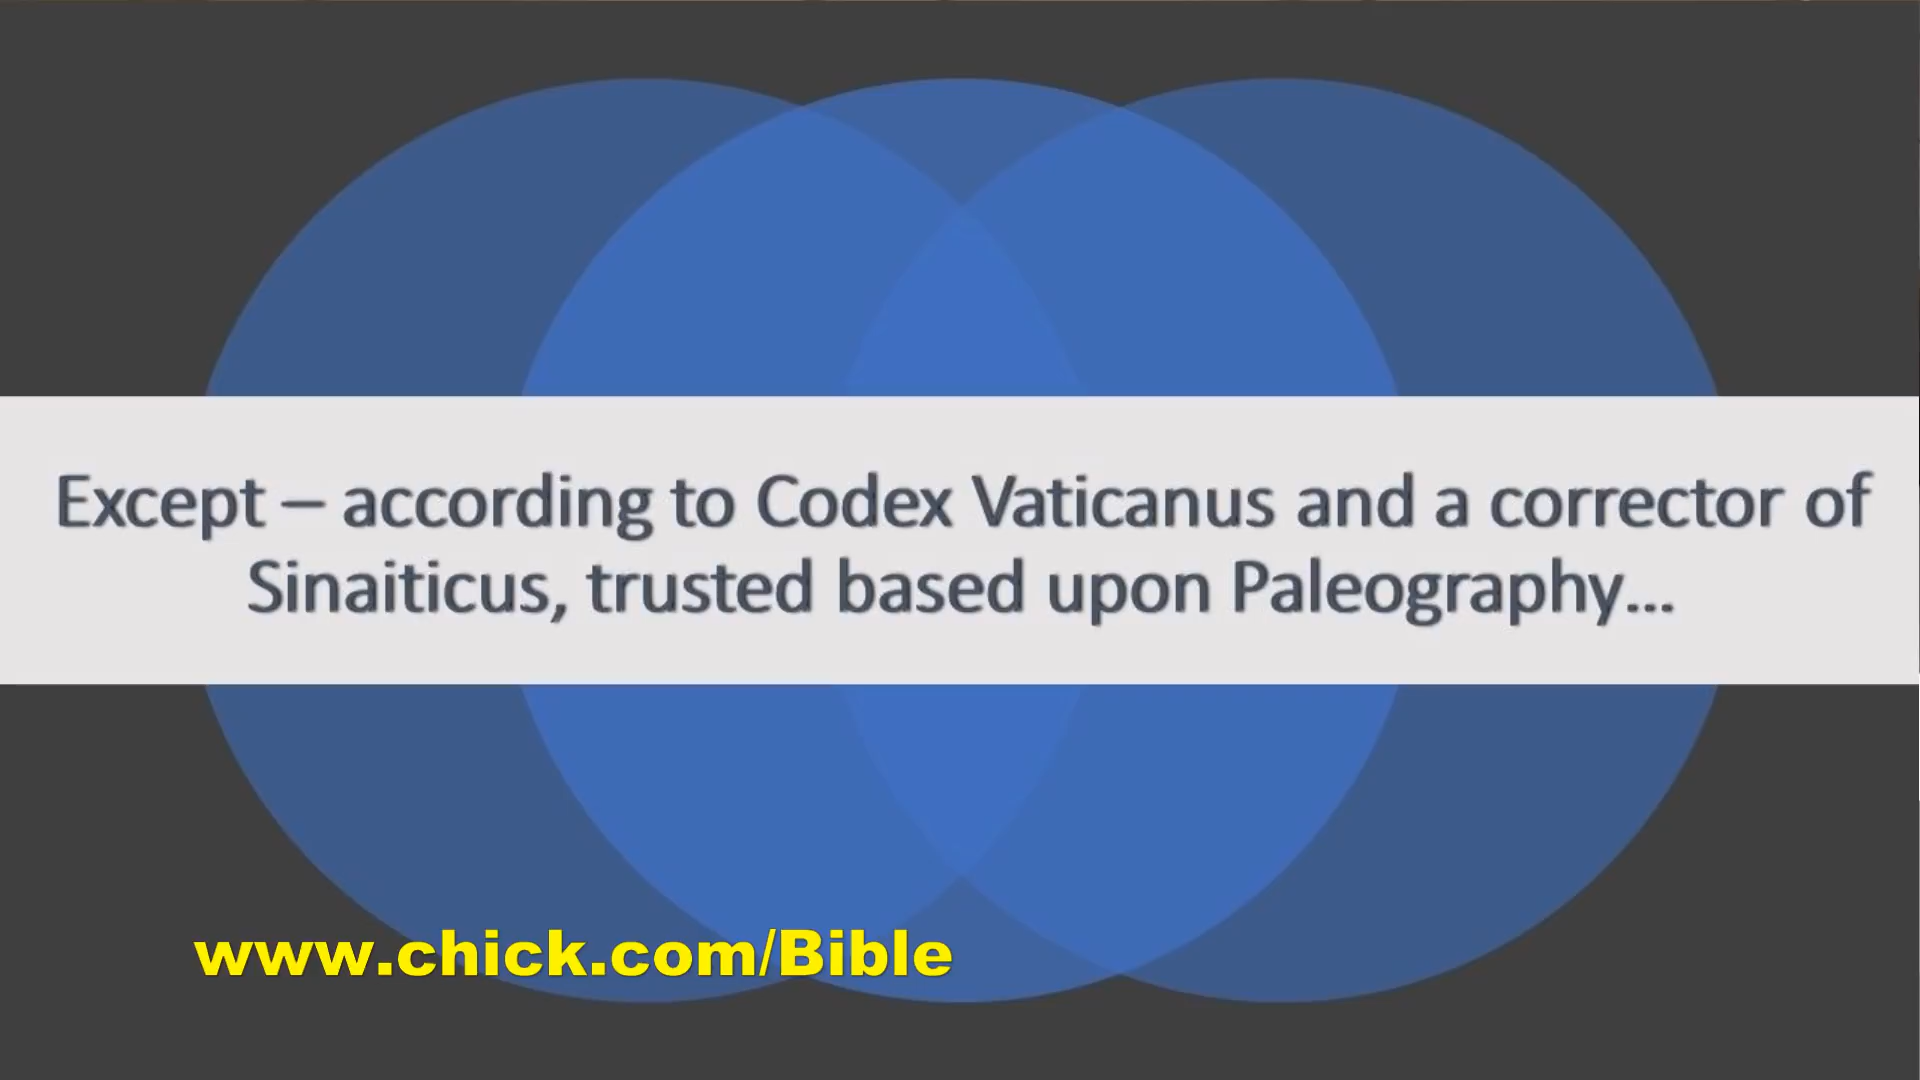 Except – according to Codex Vaticanus and a corrector of
Sinaiticus, trusted based upon Paleography...
www.chick.com/Bible